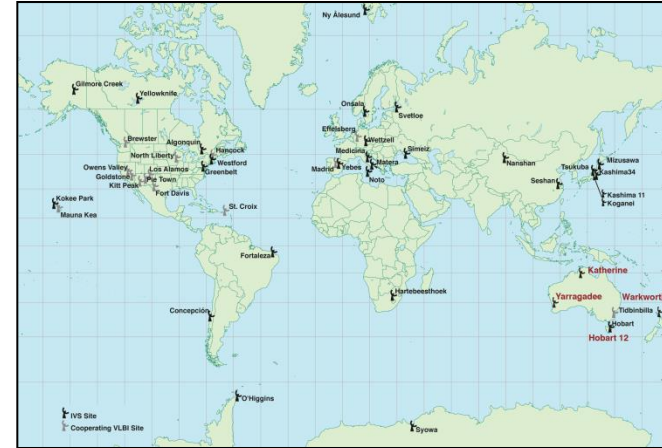 Ny Ålesund
Gilmore Creek
Yellowknife
Onsala
Svetloe
Effelsberg
Brewster
Algonquin
Hancock
Wettzell
North Liberty
Westford
Medicina
Simeiz
Nanshan
Mizusawa
Tsukuba
Kashima34
Owens Valley
Los Alamos
Greenbelt
Madrid
Yebes
Matera
Goldstone
Pie Town
Kitt Peak
Noto
Seshan
Fort Davis
Kashima 11
Koganei
Kokee Park
Mauna Kea
St. Croix
Fortaleza
Katherine
Hartebeesthoek
Yarragadee
Warkwort
Concepción
Tidbinbilla
Hobart
Hobart 12
O'Higgins
IVS Site
Cooperating VLBI Site
Syowa